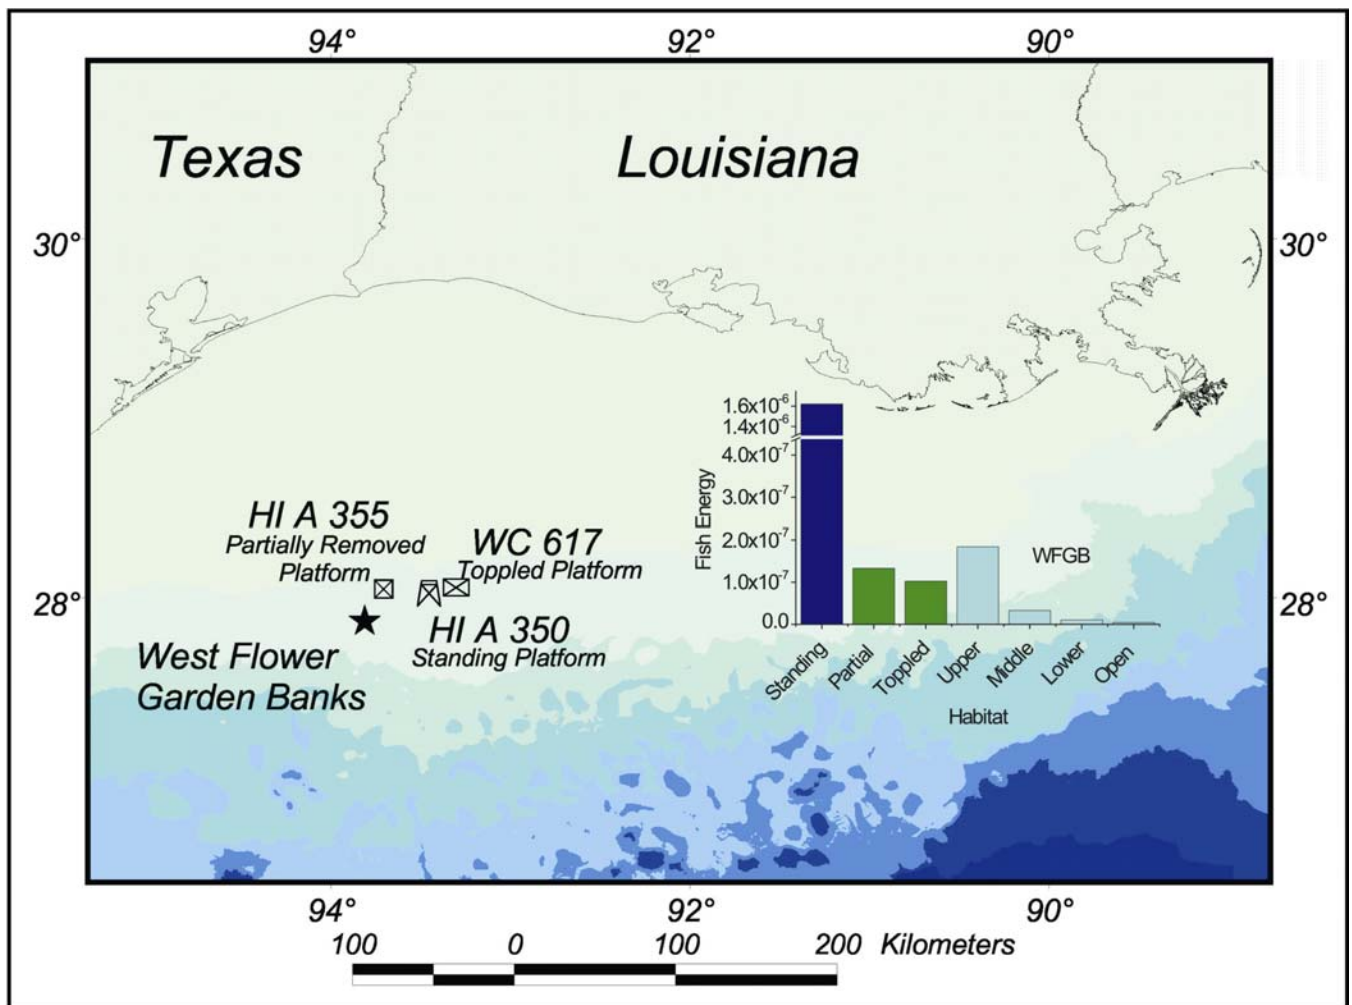 94° 92° 90°
Texas
Louisiana
30° 30°
1.6x10⁻⁶
1.4x10⁻⁶
4.0x10⁻⁷
3.0x10⁻⁷
2.0x10⁻⁷
1.0x10⁻⁷
0.0
Fish Energy
WFGB
Standing
Partial
Toppled
Upper
Middle
Lower
Open
Habitat
HI A 355
Partially Removed
Platform
WC 617
Toppled Platform
28° 28°
HI A 350
Standing Platform
West Flower
Garden Banks
94° 92° 90°
100 0 100 200 Kilometers